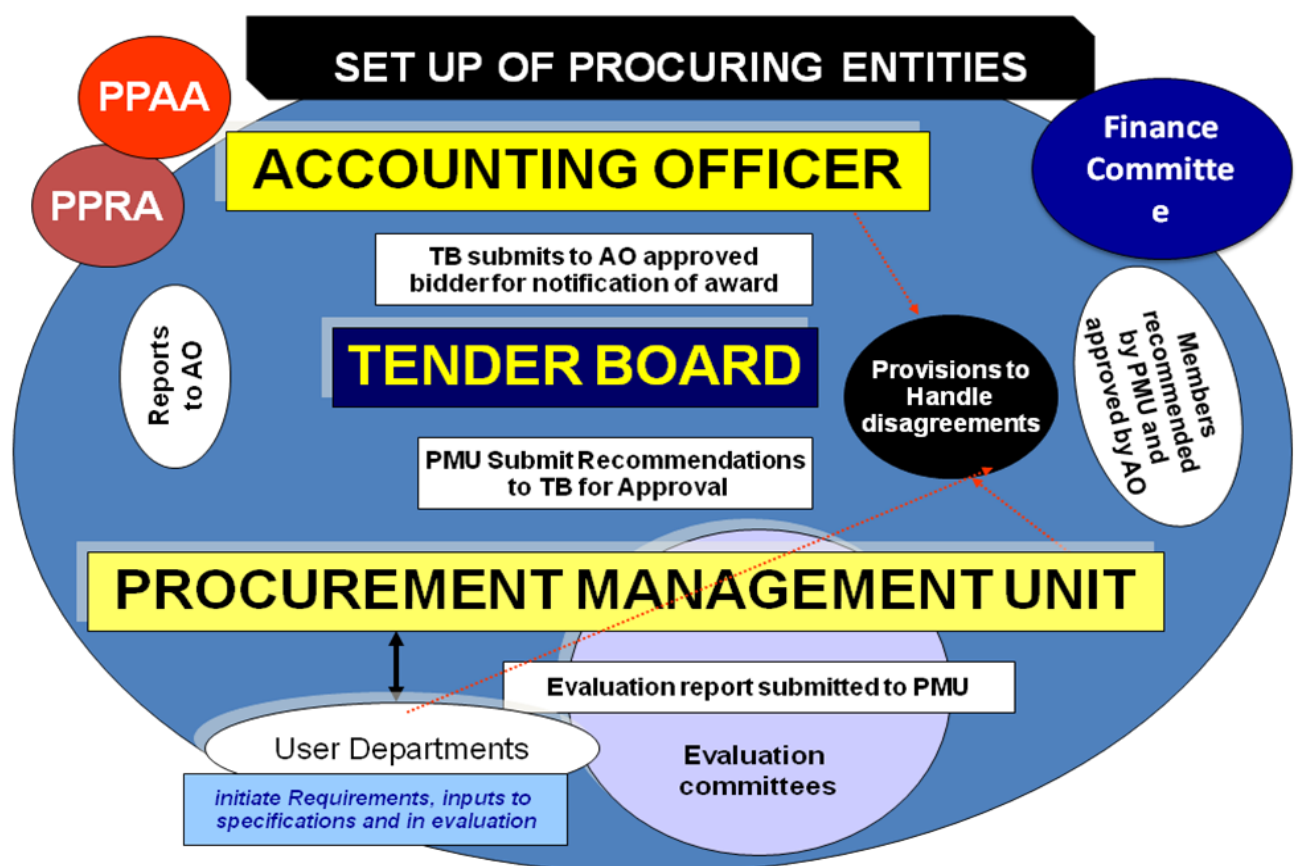 SET UP OF PROCURING ENTITIES
PPAA
PPRA
Finance
Committe
e
ACCOUNTING OFFICER
TB submits to AO approved
bidder for notification of award
Reports
to AO
TENDER BOARD
Provisions to
Handle
disagreements
Members
recommended
by PMU and
approved by AO
PMU Submit Recommendations
to TB for Approval
PROCUREMENT MANAGEMENT UNIT
Evaluation report submitted to PMU
User Departments
Evaluation
committees
initiate Requirements, inputs to
specifications and in evaluation